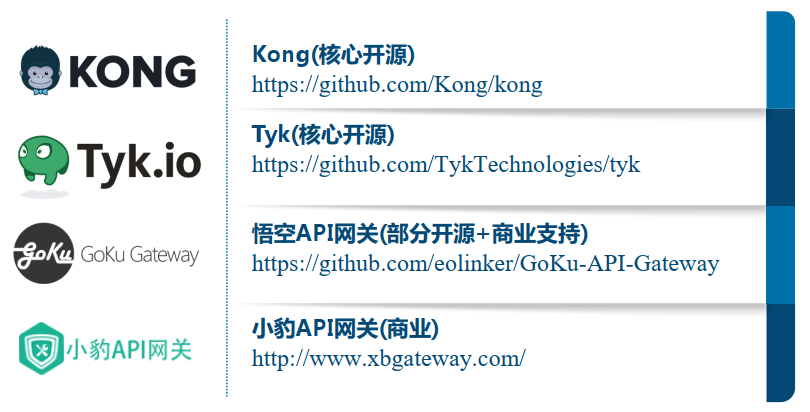 KONG
Kong(核心开源)
https://github.com/Kong/kong
Tyk.io
Tyk(核心开源)
https://github.com/TykTechnologies/tyk
GoKu
GoKu Gateway
悟空API网关(部分开源+商业支持)
https://github.com/eolinker/GoKu-API-Gateway
小豹API网关
小豹API网关(商业)
http://www.xbgateway.com/